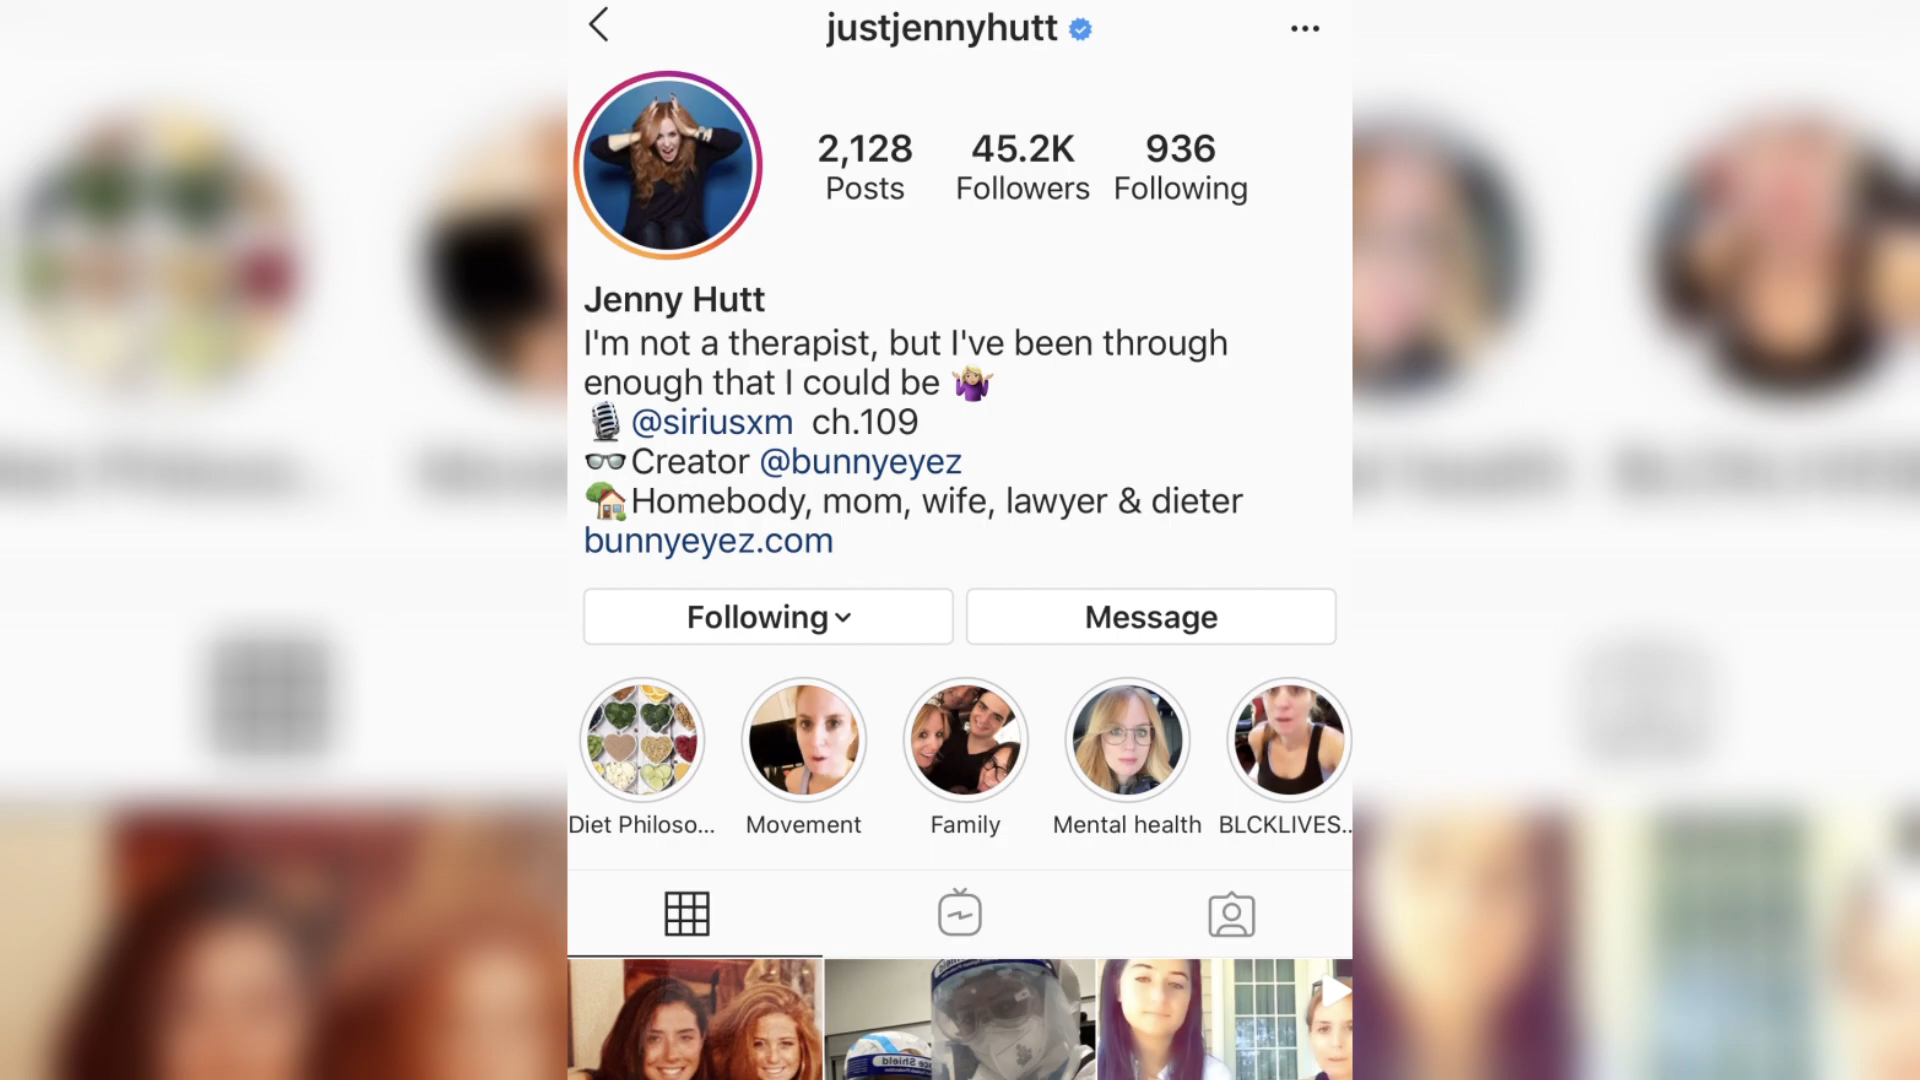 justjennyhutt
2,128 45.2K 936
Posts Followers Following
Jenny Hutt
I'm not a therapist, but I've been through
enough that I could be 🤷🏼‍♀️
🎙️ @siriusxm ch.109
👓Creator @bunnyeyez
🏡Homebody, mom, wife, lawyer & dieter
bunnyeyez.com
Following Message
Diet Philoso... Movement Family Mental health BLCKLIVES..